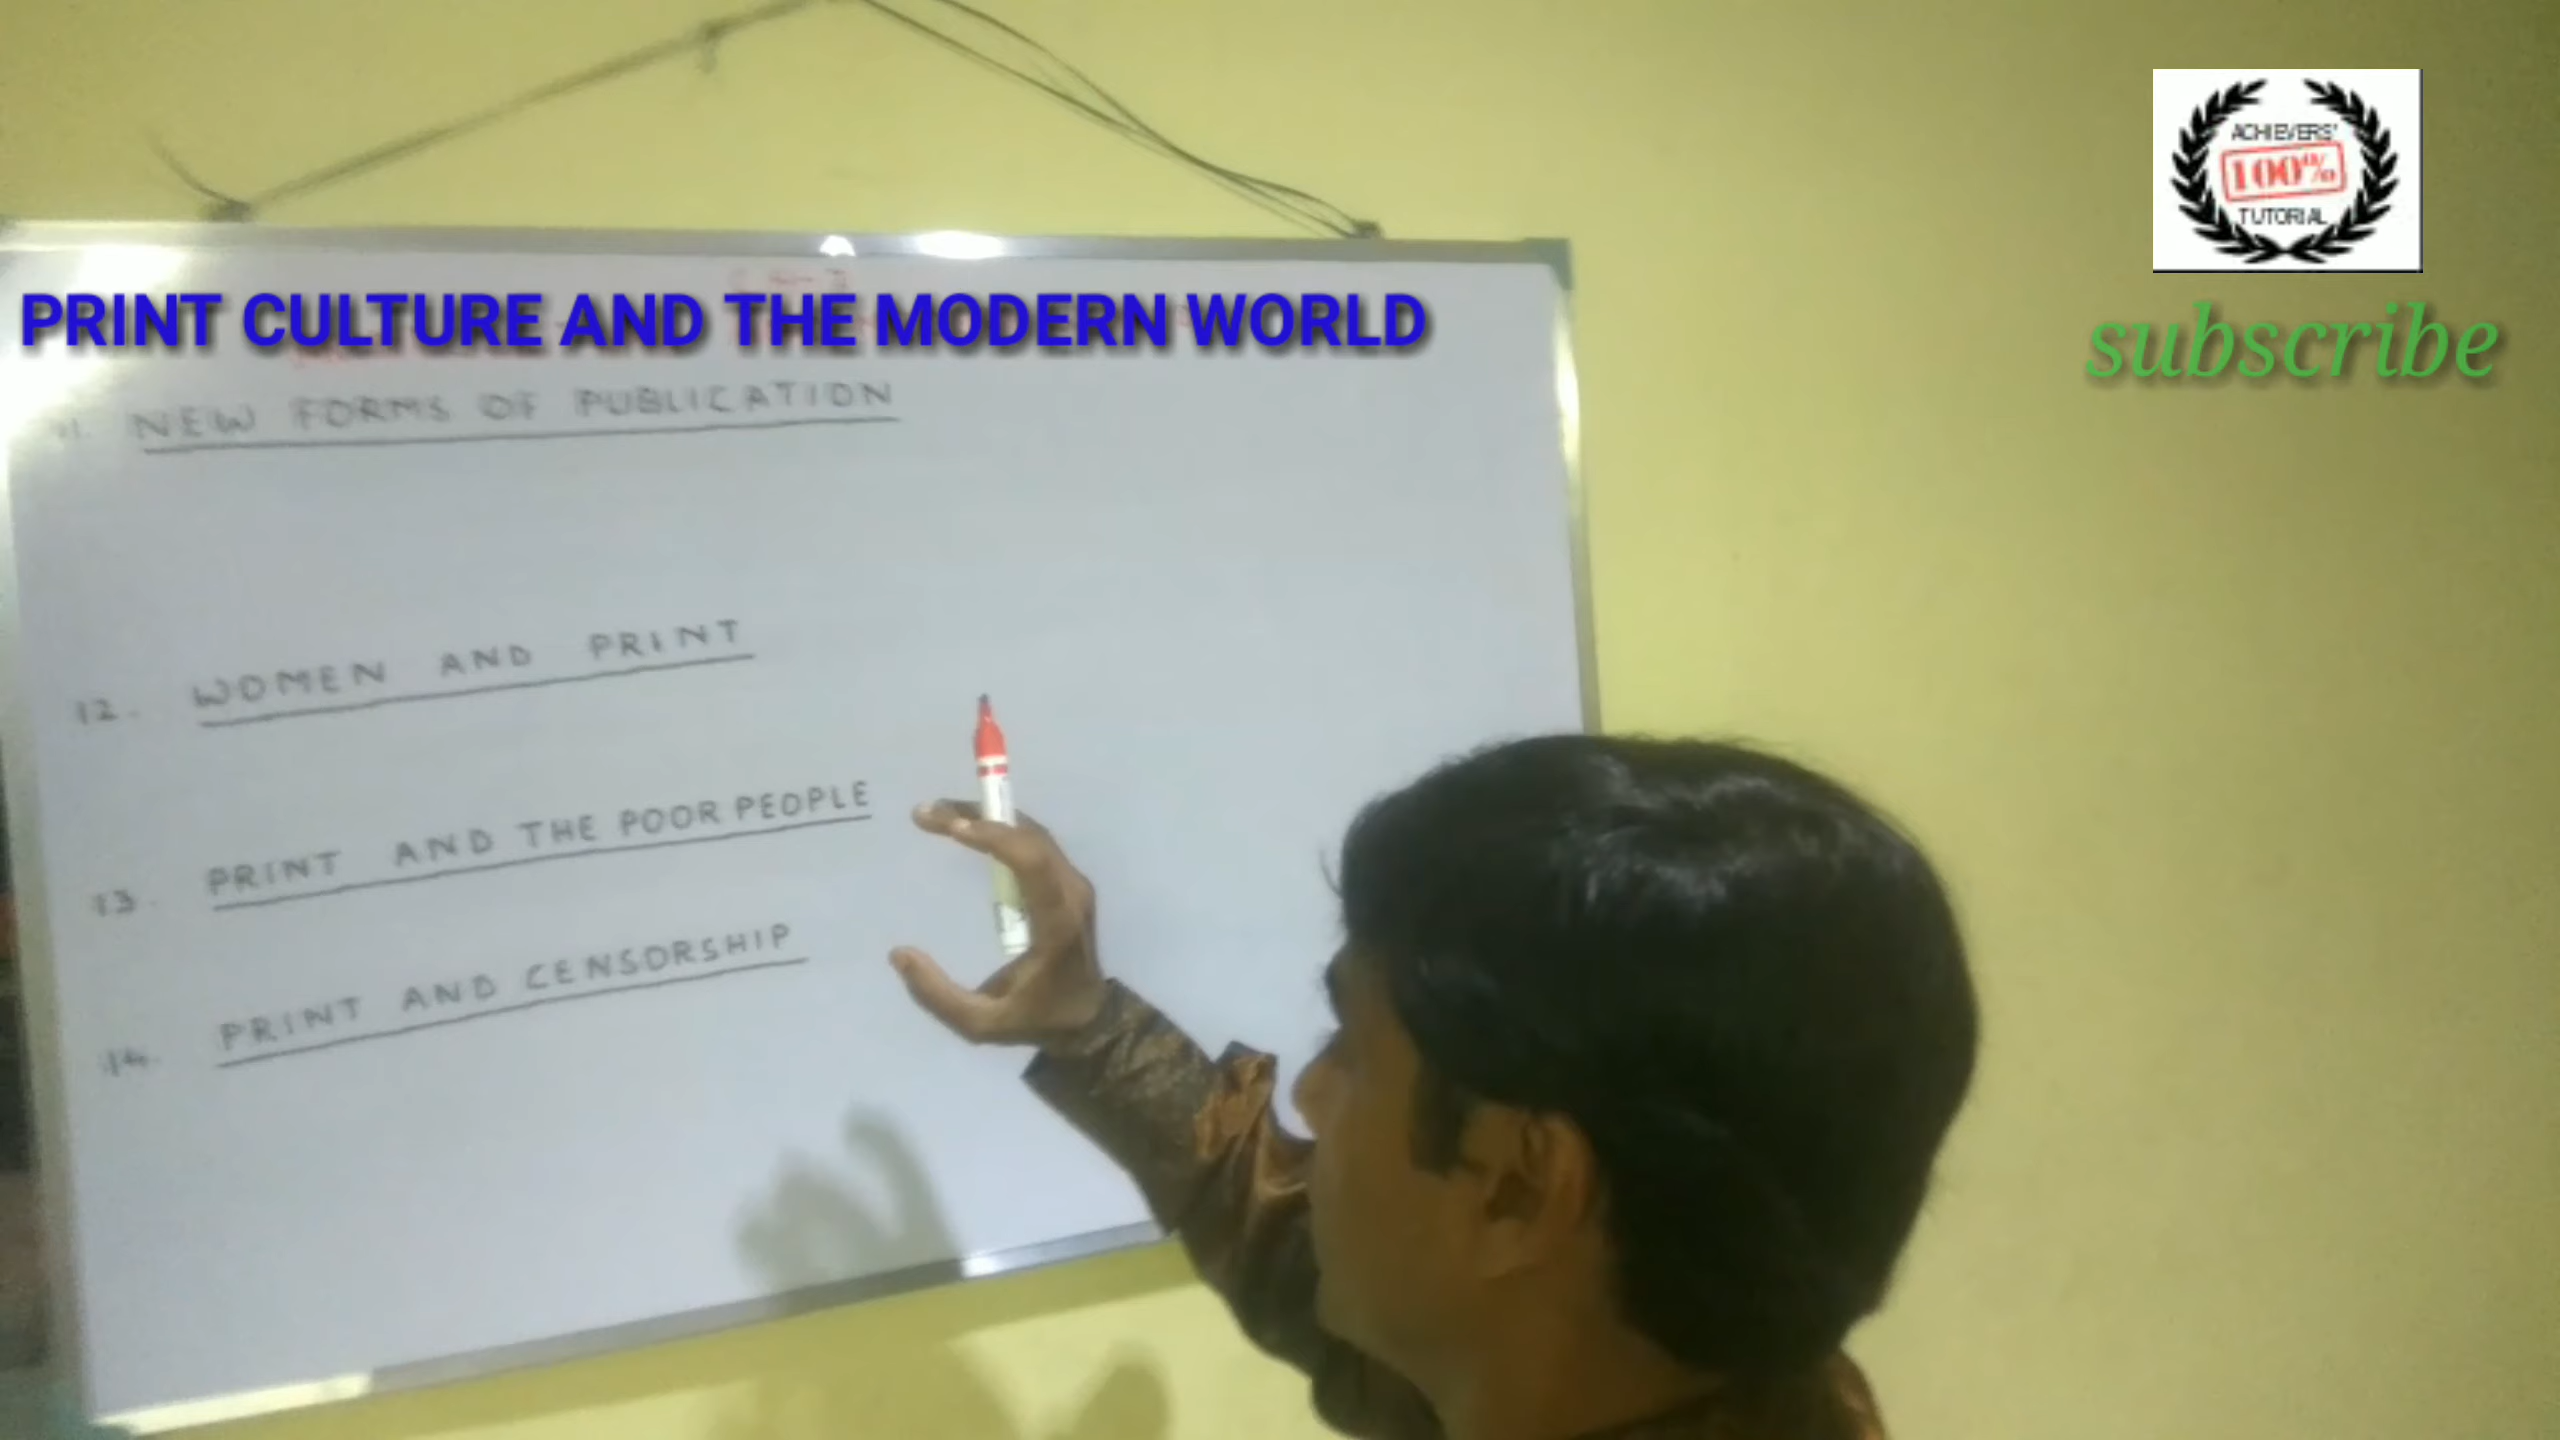 ACHIEVERS'
100%
TUTORIAL
subscribe
PRINT CULTURE AND THE MODERN WORLD
11. NEW FORMS OF PUBLICATION
12. WOMEN AND PRINT
13. PRINT AND THE POOR PEOPLE
14. PRINT AND CENSORSHIP